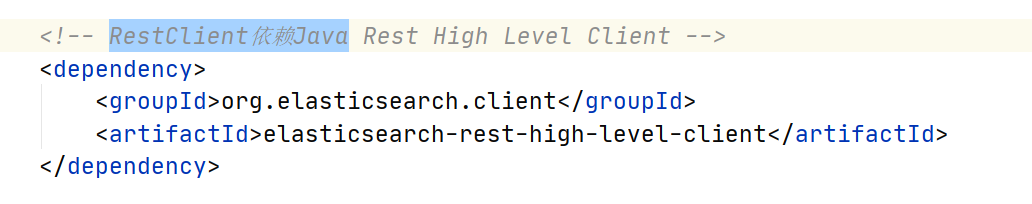 <!-- RestClient依赖Java Rest High Level Client -->
<dependency>
    <groupId>org.elasticsearch.client</groupId>
    <artifactId>elasticsearch-rest-high-level-client</artifactId>
</dependency>